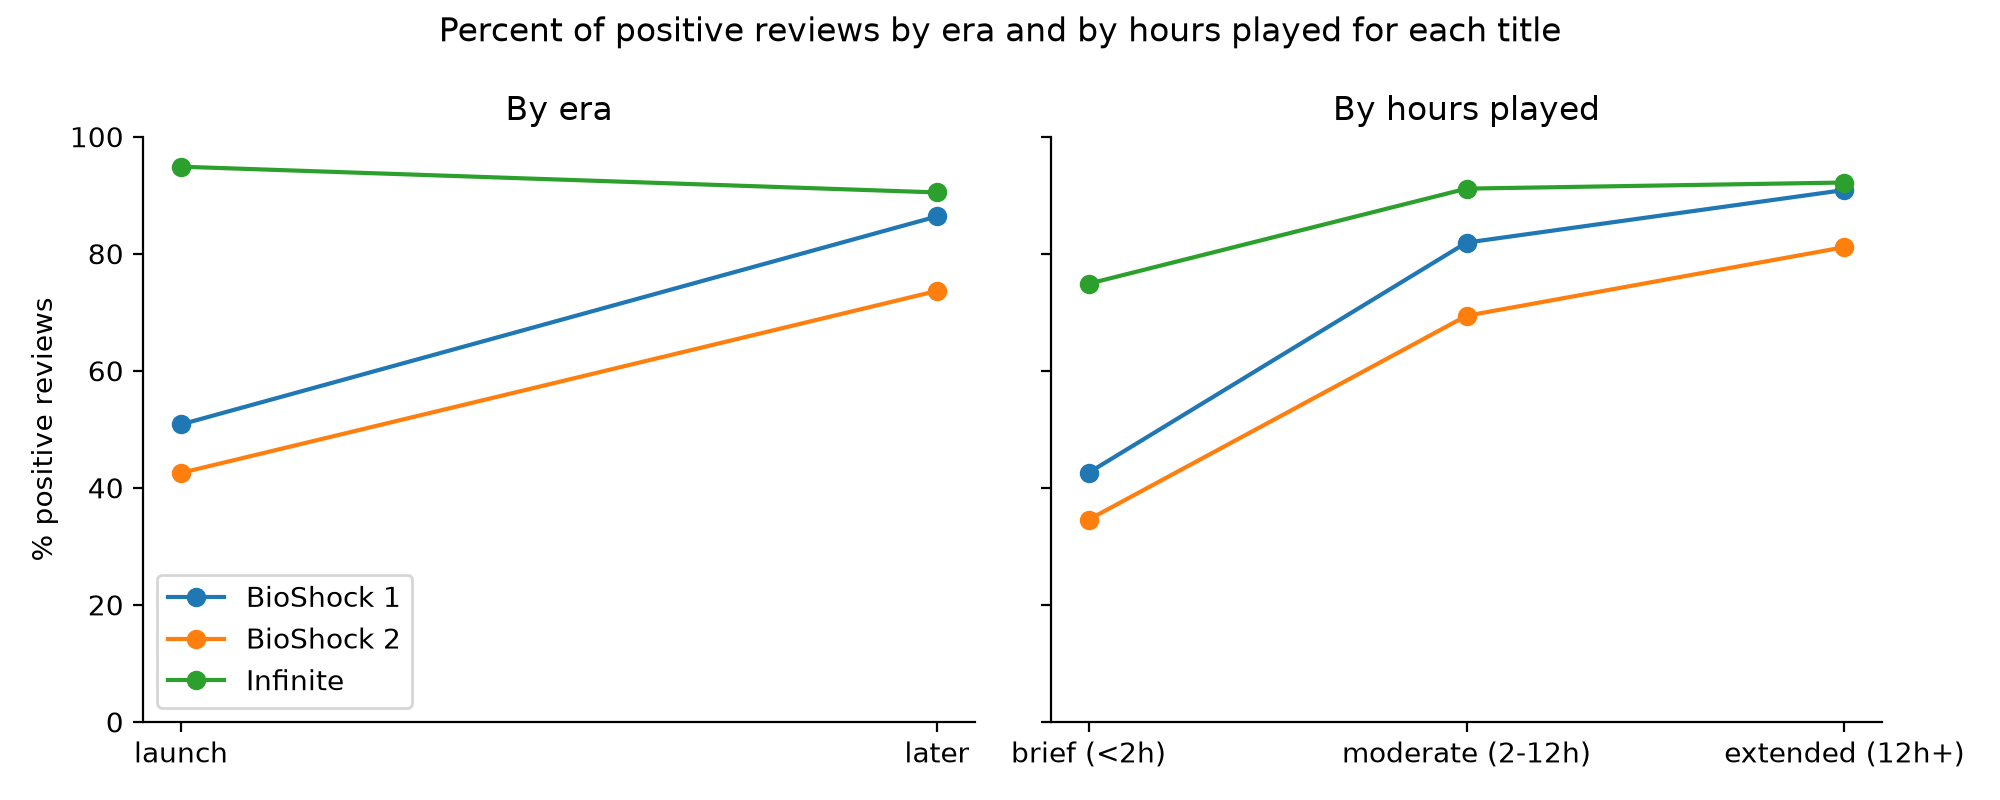 Percent of positive reviews by era and by hours played for each title
By era
100
80
60
40
20
0
% positive reviews
BioShock 1
BioShock 2
Infinite
launch
later
By hours played
brief (<2h)
moderate (2-12h)
extended (12h+)